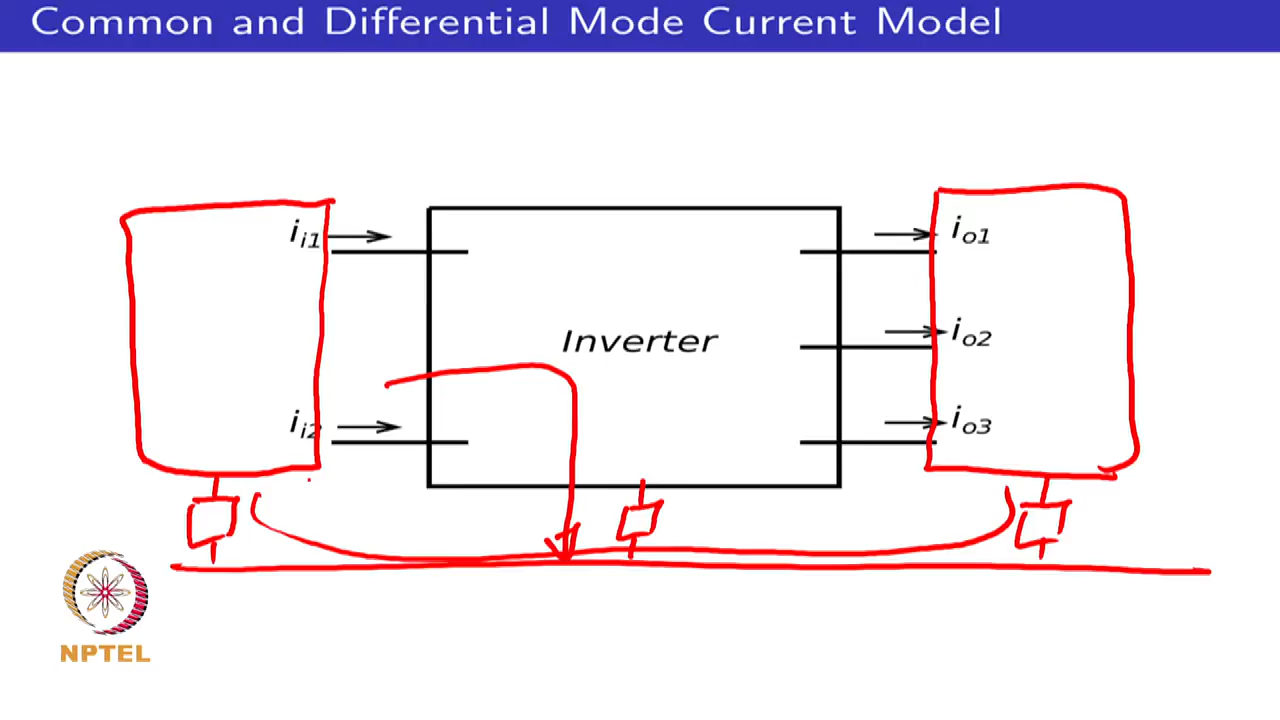 Common and Differential Mode Current Model
i_i1
i_o1
Inverter
i_o2
i_i2
i_o3
NPTEL